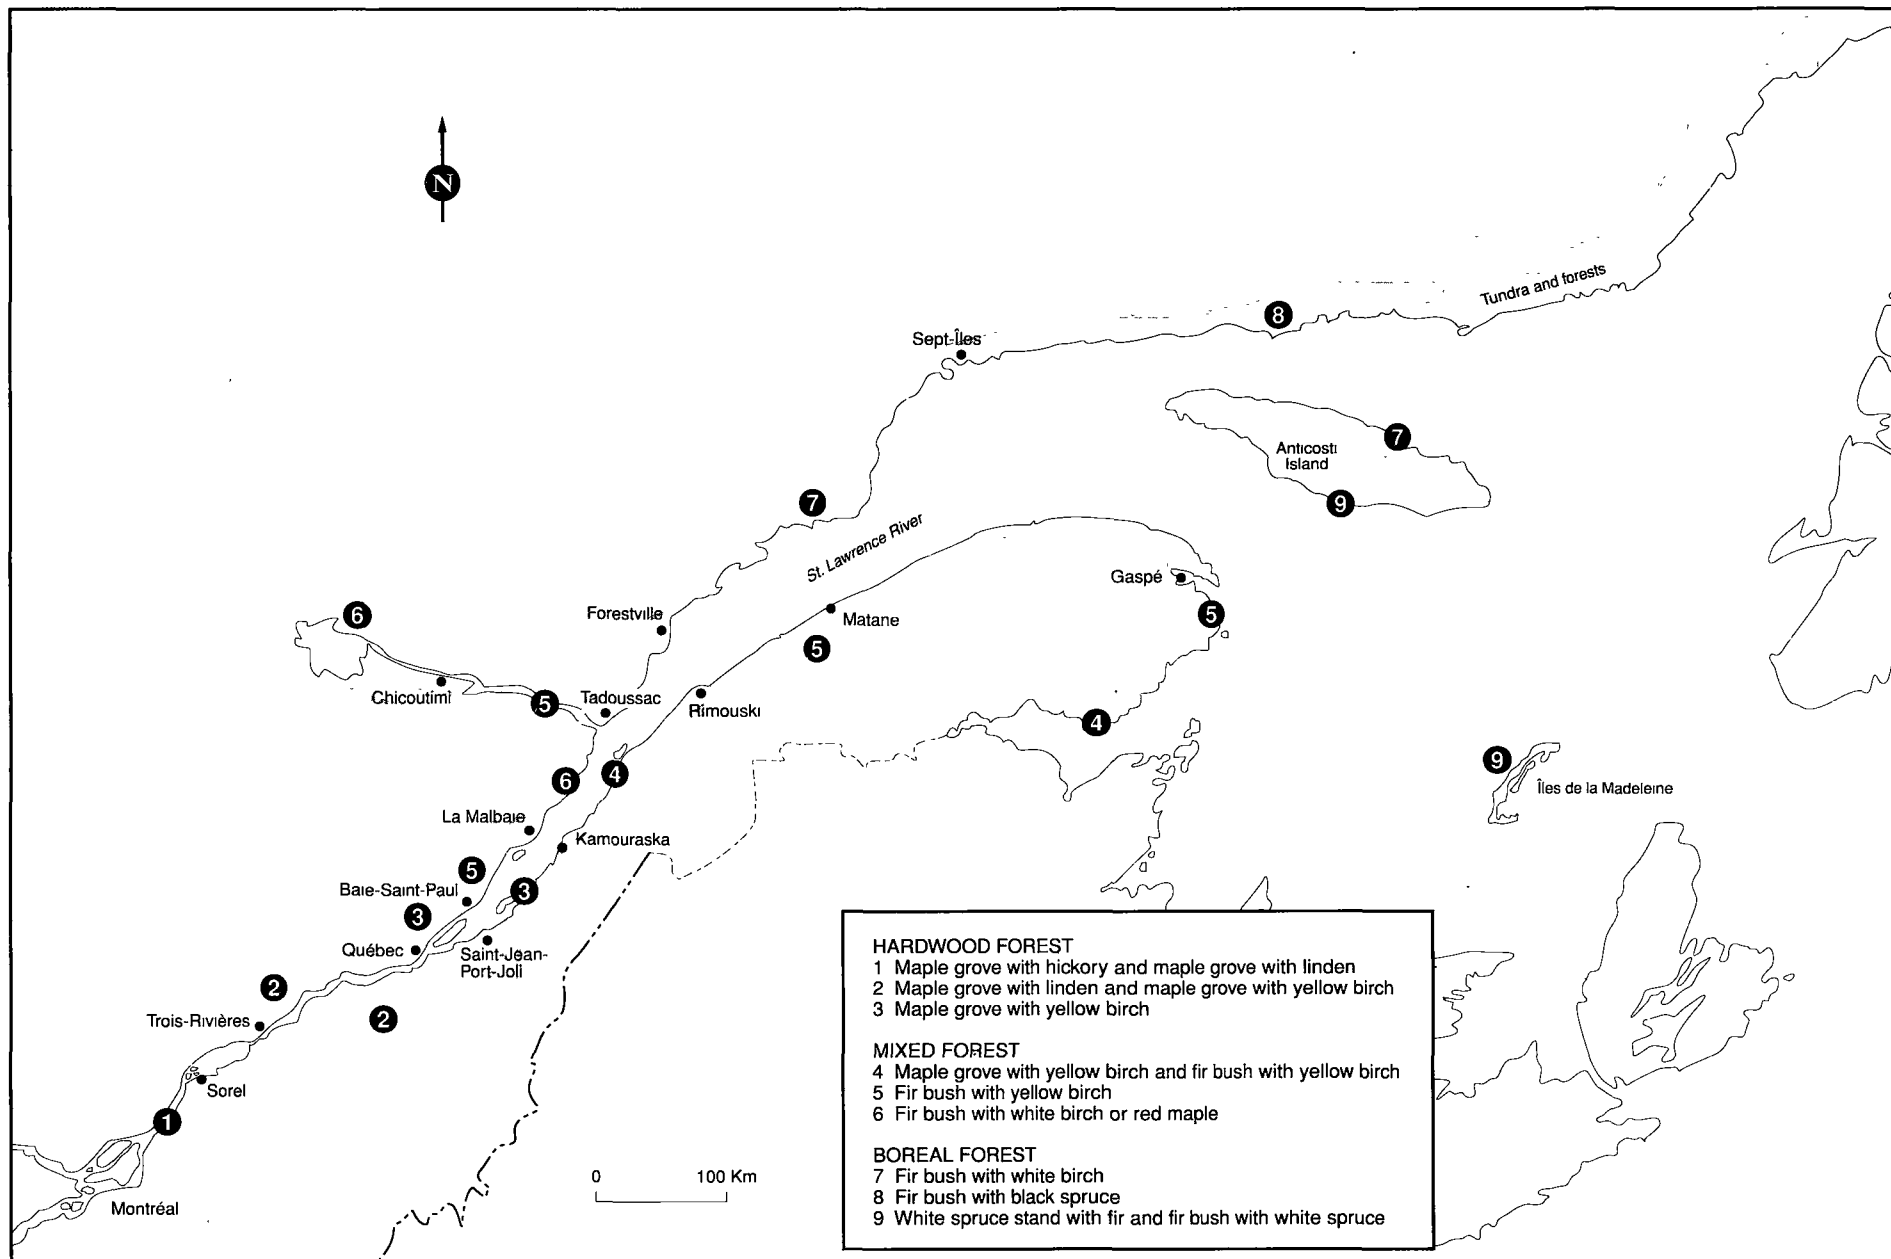 N
Tundra and forests
8
Sept-Îles
7
Anticosti
Island
9
7
St. Lawrence River
Gaspé
5
6
Forestville
Matane
5
Chicoutimi
5
Tadoussac
Rimouski
4
9
Îles de la Madeleine
6
4
La Malbaie
Kamouraska
5
Baie-Saint-Paul
3
3
Québec
Saint-Jean-
Port-Joli
2
2
Trois-Rivières
Sorel
1
Montréal
0 100 Km
HARDWOOD FOREST
1 Maple grove with hickory and maple grove with linden
2 Maple grove with linden and maple grove with yellow birch
3 Maple grove with yellow birch
MIXED FOREST
4 Maple grove with yellow birch and fir bush with yellow birch
5 Fir bush with yellow birch
6 Fir bush with white birch or red maple
BOREAL FOREST
7 Fir bush with white birch
8 Fir bush with black spruce
9 White spruce stand with fir and fir bush with white spruce